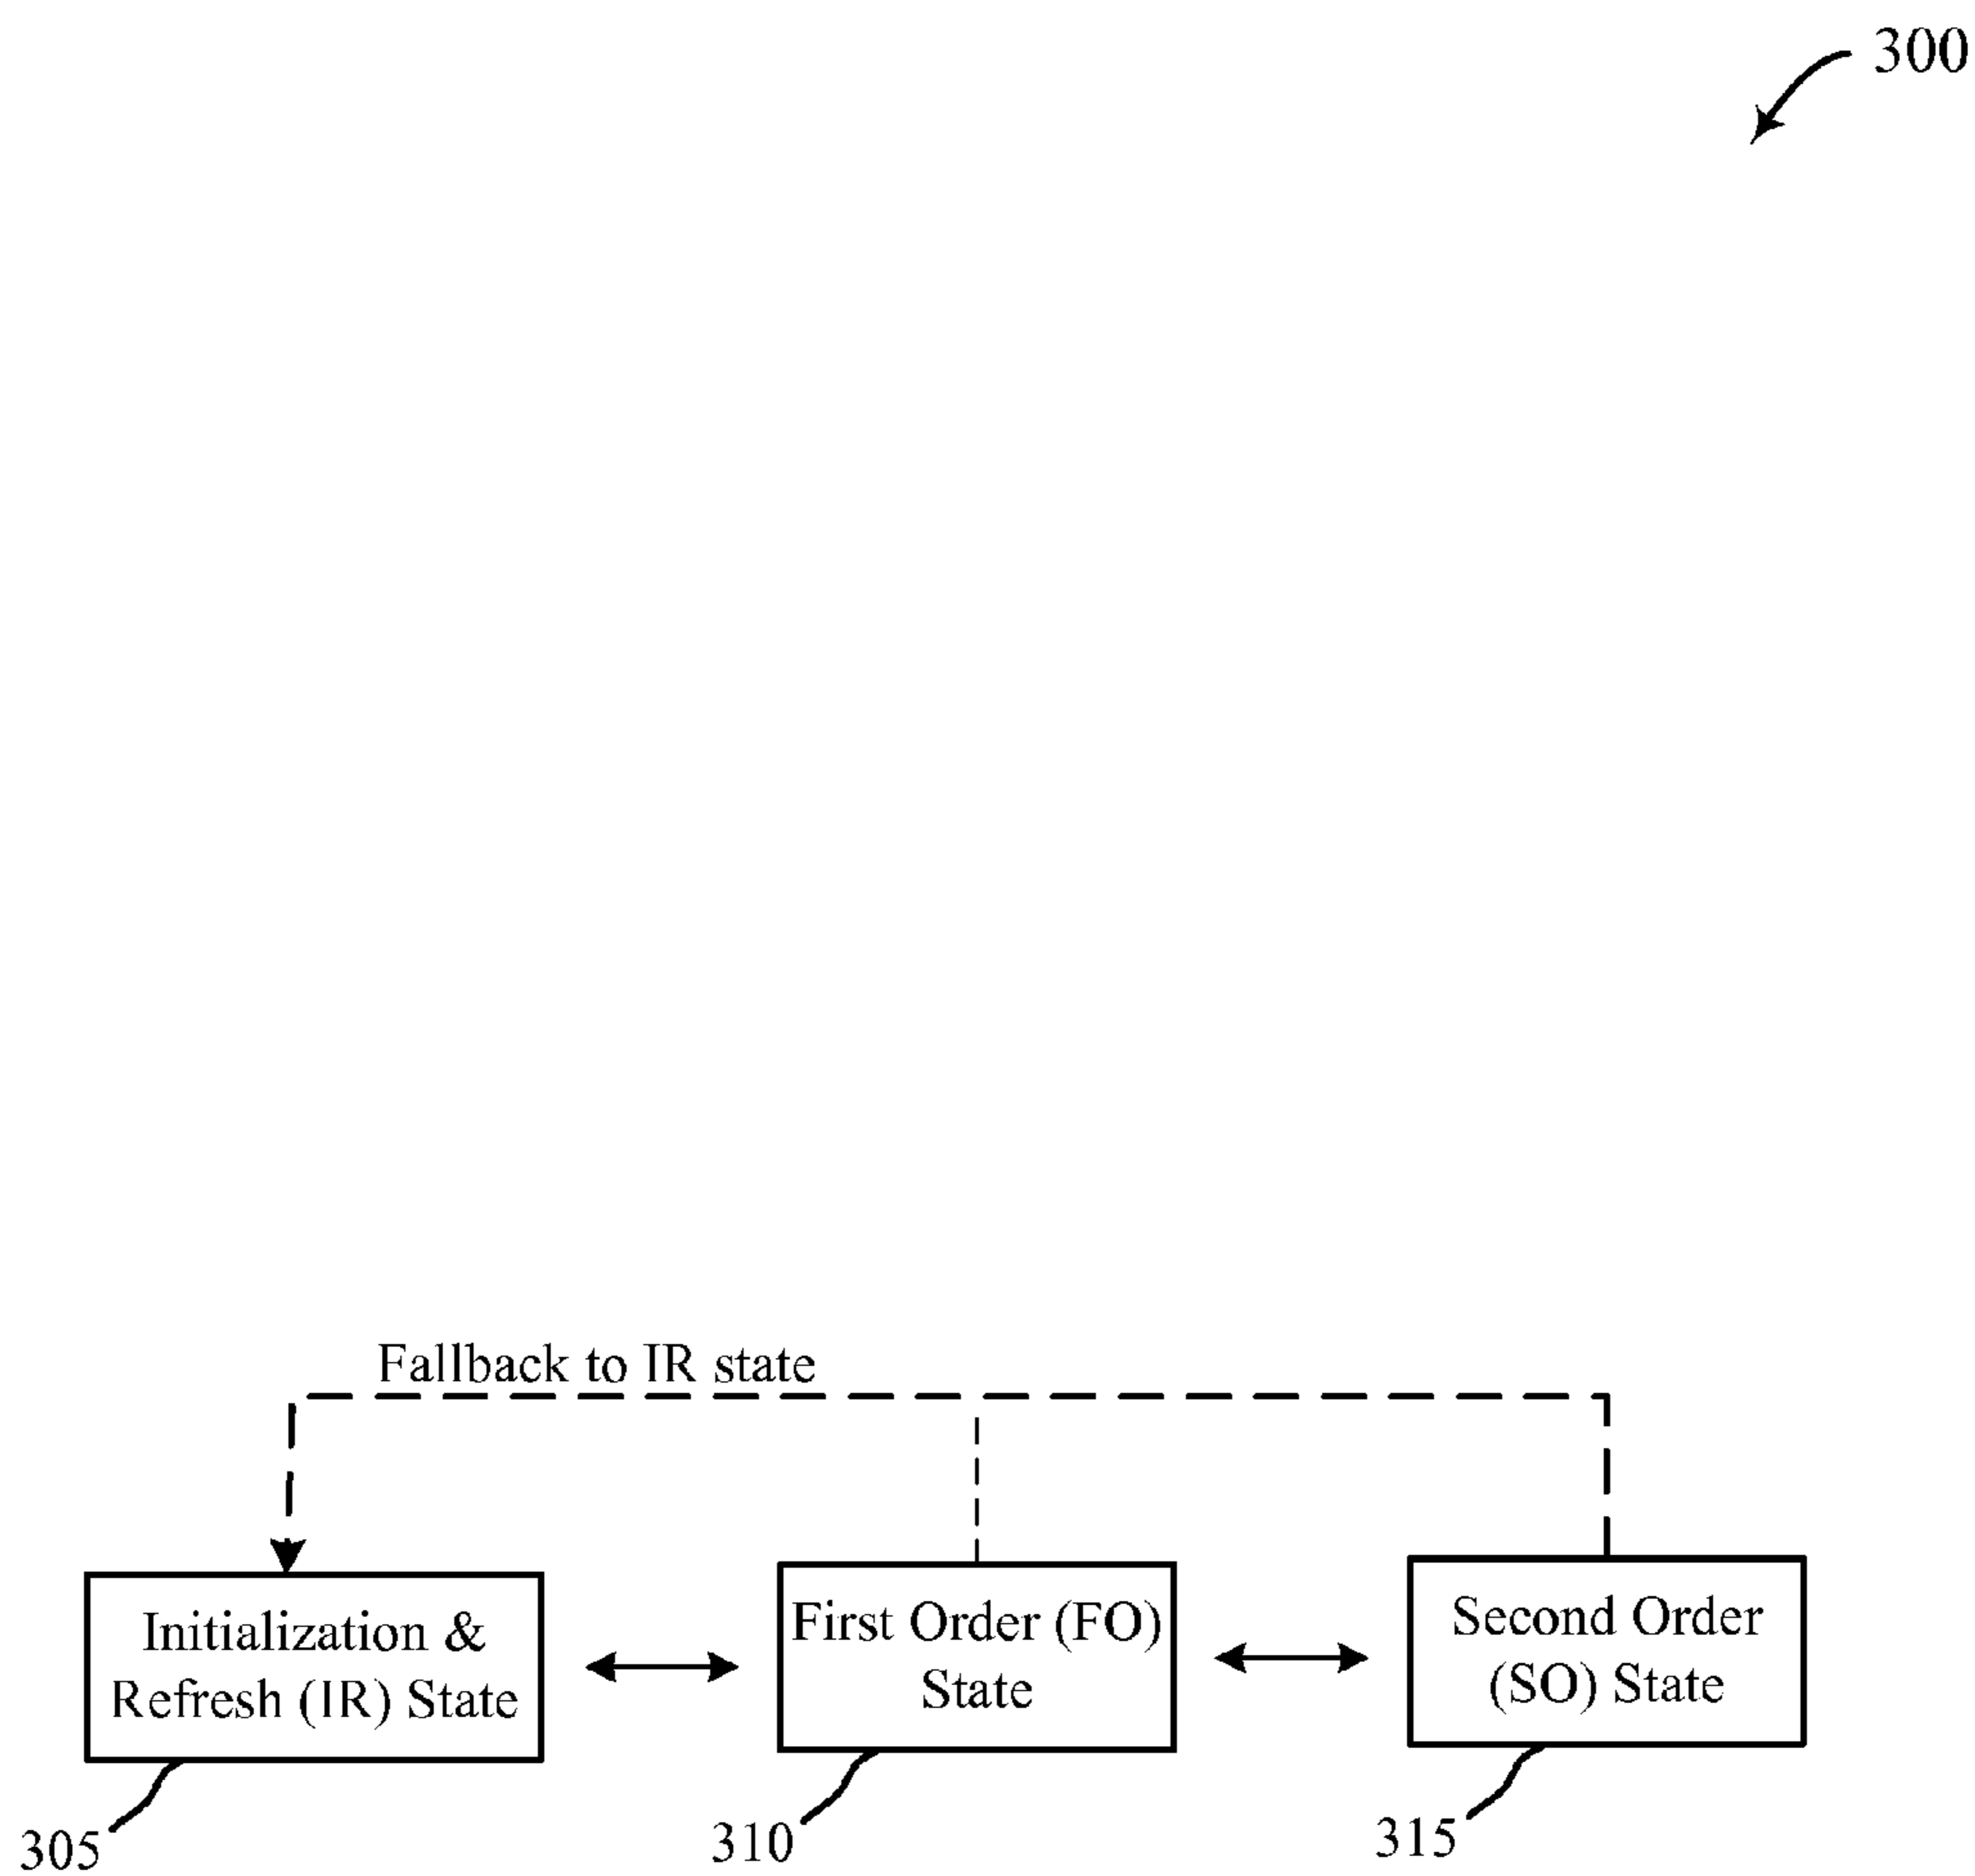 300
Fallback to IR state
Initialization &
Refresh (IR) State
First Order (FO)
State
Second Order
(SO) State
305
310
315